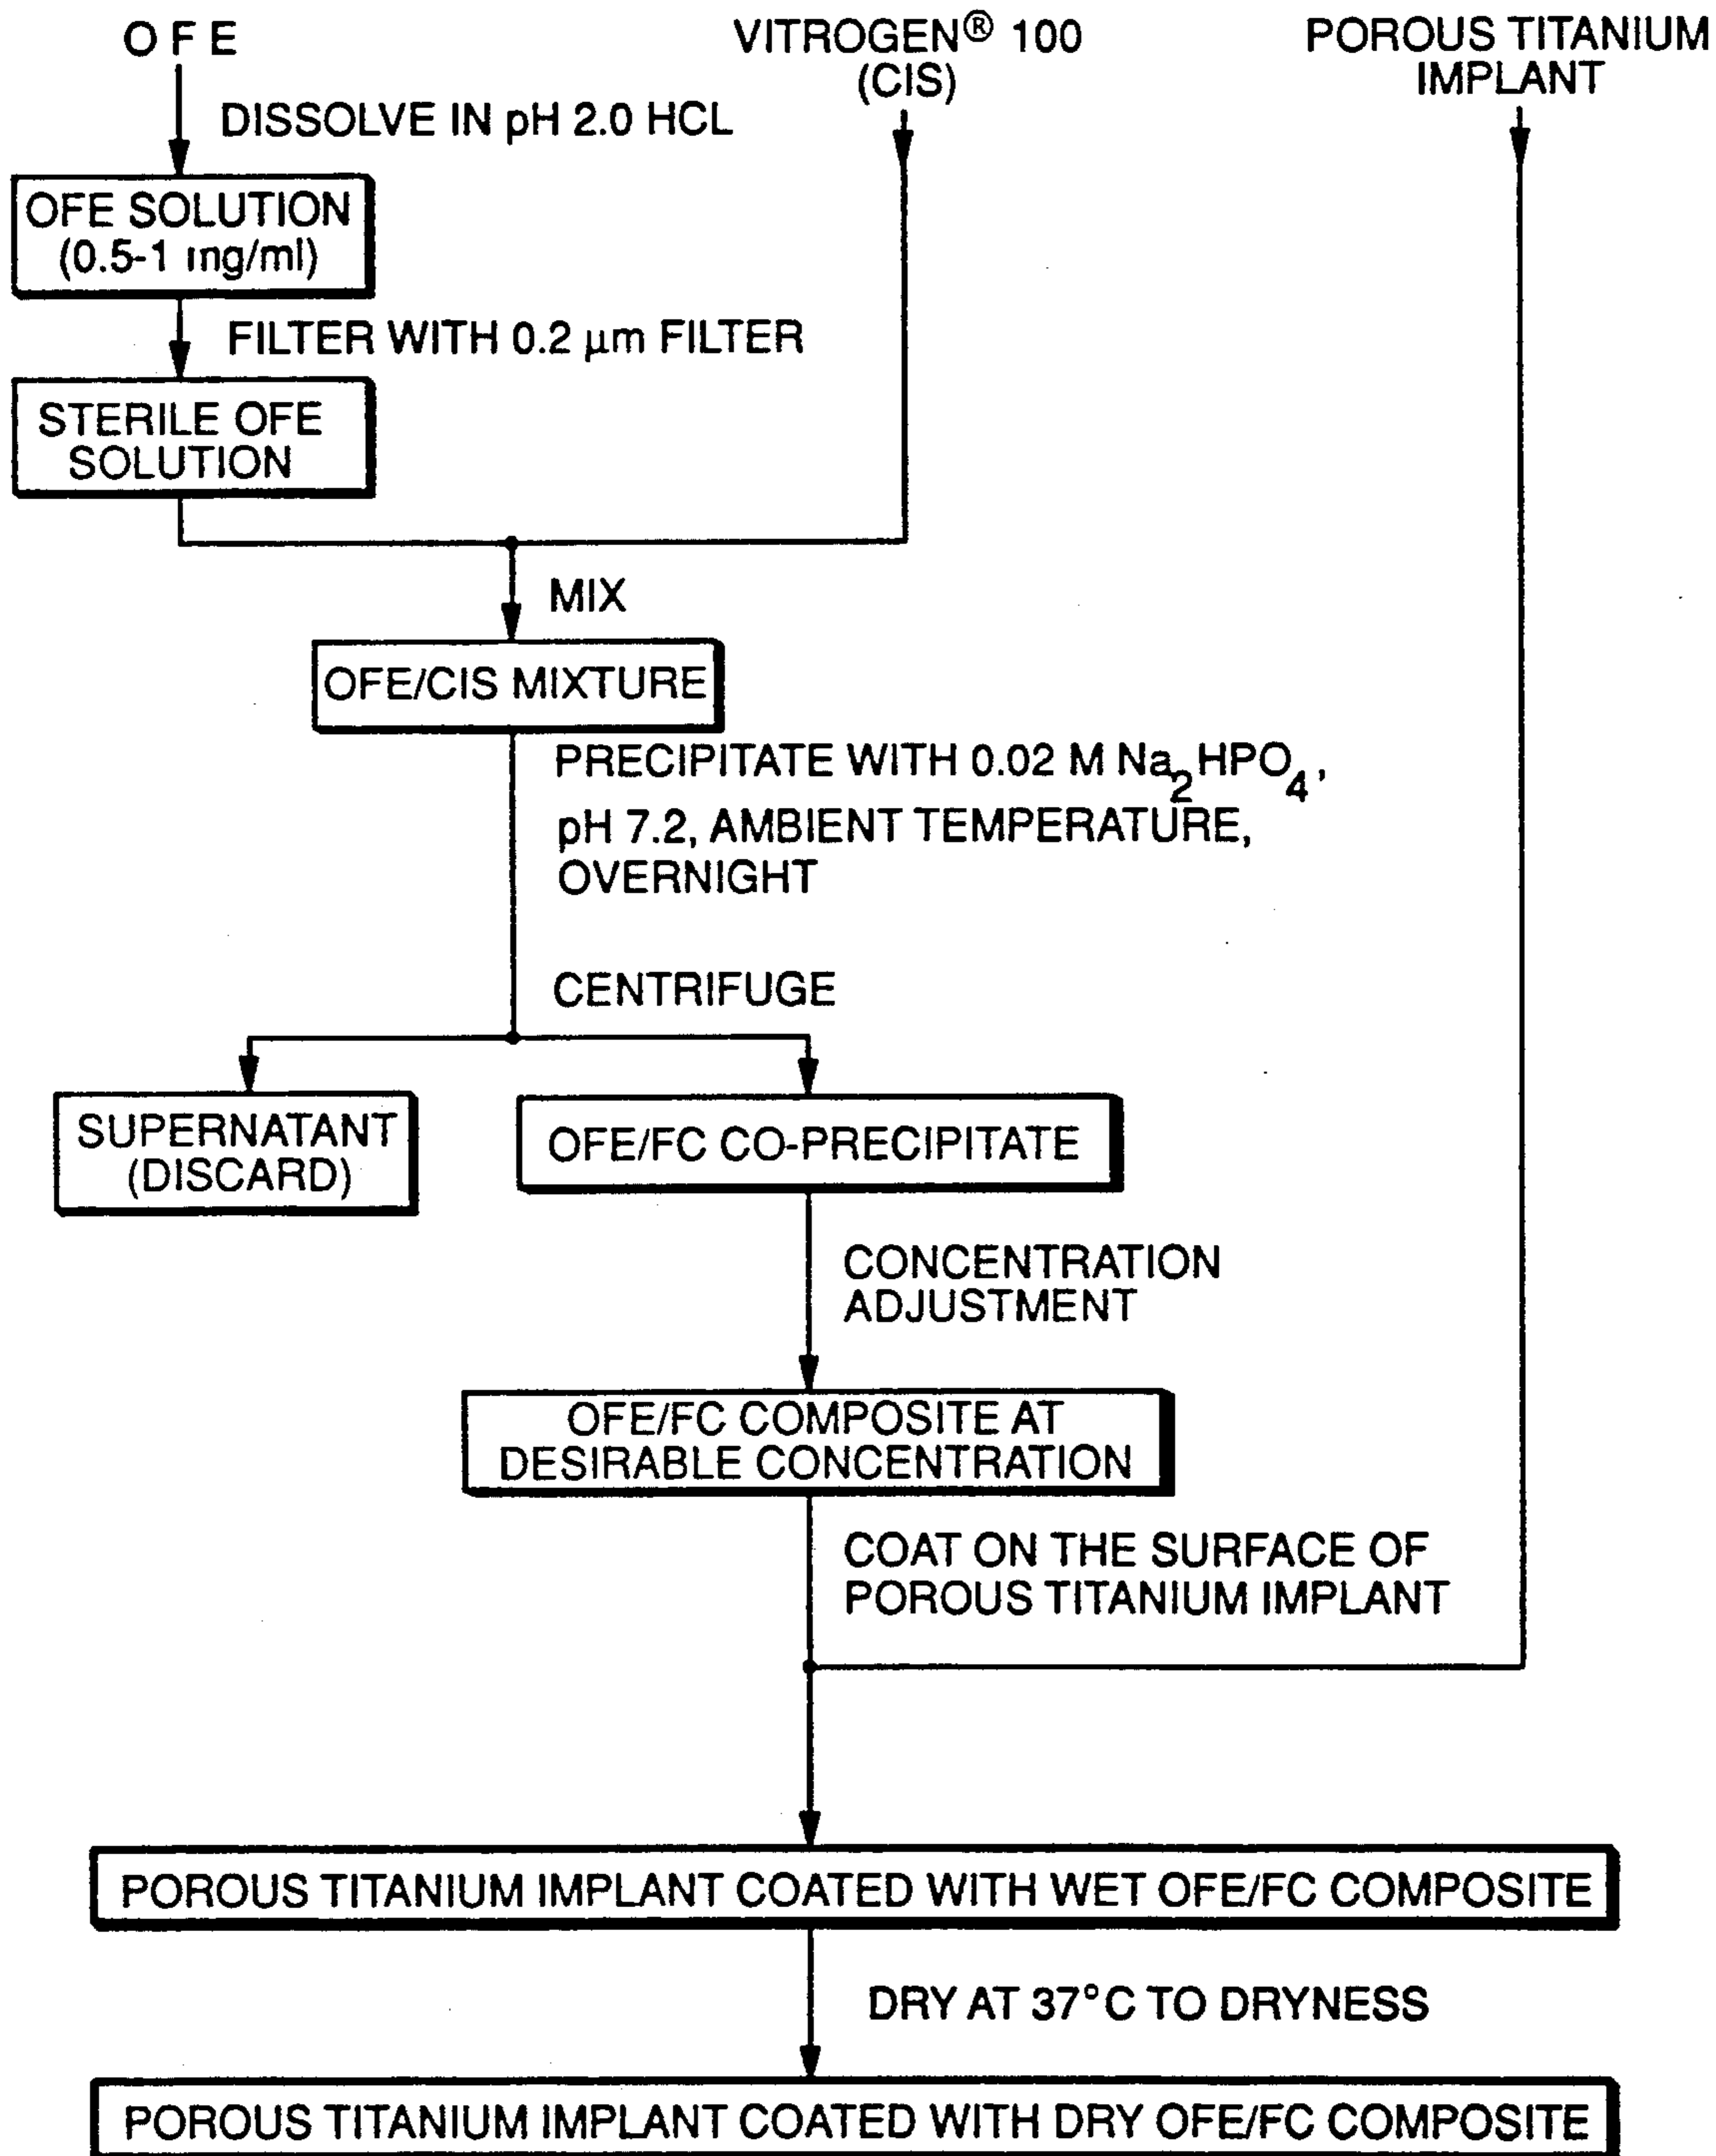 O F E
VITROGEN® 100
(CIS)
POROUS TITANIUM
IMPLANT
DISSOLVE IN pH 2.0 HCL
OFE SOLUTION
(0.5-1 mg/ml)
FILTER WITH 0.2 μm FILTER
STERILE OFE
SOLUTION
MIX
OFE/CIS MIXTURE
PRECIPITATE WITH 0.02 M Na₂HPO₄,
pH 7.2, AMBIENT TEMPERATURE,
OVERNIGHT
CENTRIFUGE
SUPERNATANT
(DISCARD)
OFE/FC CO-PRECIPITATE
CONCENTRATION
ADJUSTMENT
OFE/FC COMPOSITE AT
DESIRABLE CONCENTRATION
COAT ON THE SURFACE OF
POROUS TITANIUM IMPLANT
POROUS TITANIUM IMPLANT COATED WITH WET OFE/FC COMPOSITE
DRY AT 37°C TO DRYNESS
POROUS TITANIUM IMPLANT COATED WITH DRY OFE/FC COMPOSITE